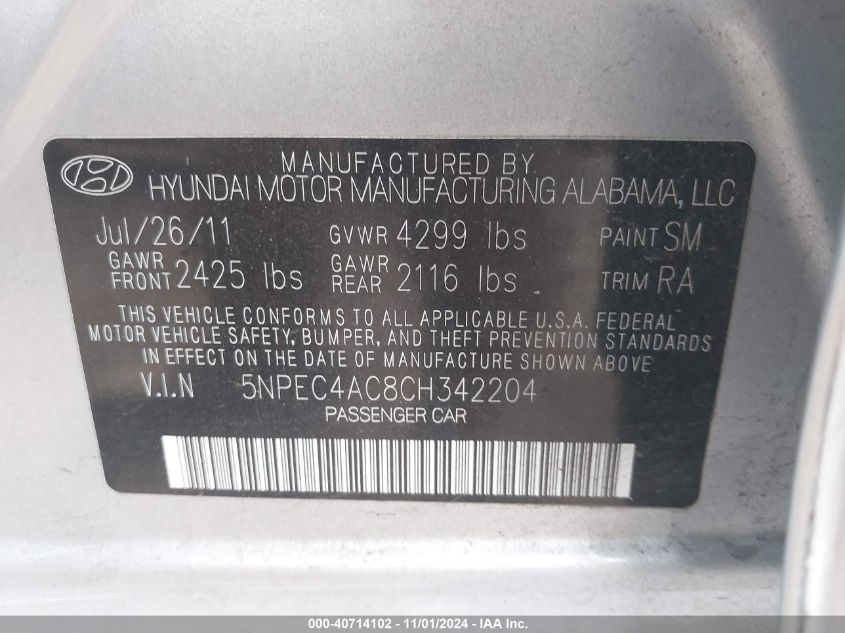 MANUFACTURED BY
HYUNDAI MOTOR MANUFACTURING ALABAMA, LLC
Jul/26/11 GVWR 4299 lbs PAINT SM
GAWR FRONT 2425 lbs GAWR REAR 2116 lbs TRIM RA
THIS VEHICLE CONFORMS TO ALL APPLICABLE U.S.A. FEDERAL
MOTOR VEHICLE SAFETY, BUMPER, AND THEFT PREVENTION STANDARDS
IN EFFECT ON THE DATE OF MANUFACTURE SHOWN ABOVE
V.I.N 5NPEC4AC8CH342204
PASSENGER CAR
000-40714102 - 11/01/2024 - IAA Inc.